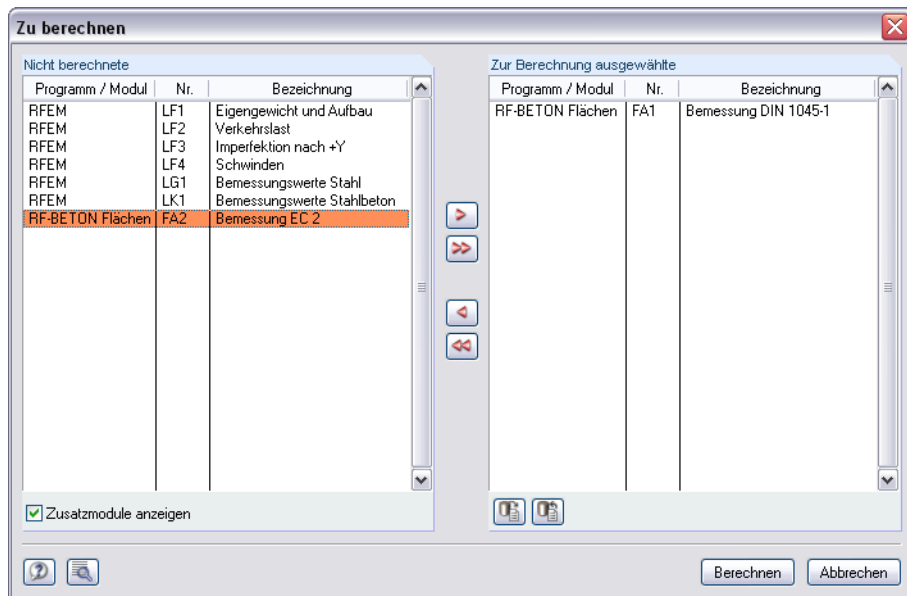 Zu berechnen
Nicht berechnete
Programm / Modul Nr. Bezeichnung
RFEM LF1 Eigengewicht und Aufbau
RFEM LF2 Verkehrslast
RFEM LF3 Imperfektion nach +Y
RFEM LF4 Schwinden
RFEM LG1 Bemessungswerte Stahl
RFEM LK1 Bemessungswerte Stahlbeton
RF-BETON Flächen FA2 Bemessung EC 2
Zusatzmodule anzeigen
> 
>>
<
<<
Zur Berechnung ausgewählte
Programm / Modul Nr. Bezeichnung
RF-BETON Flächen FA1 Bemessung DIN 1045-1
Berechnen Abbrechen